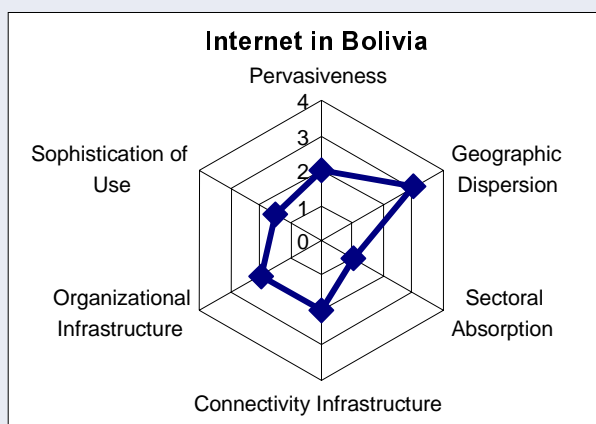 Internet in Bolivia
Pervasiveness
4
3
2
1
0
Sophistication of
Use
Geographic
Dispersion
Organizational
Infrastructure
Sectoral
Absorption
Connectivity Infrastructure